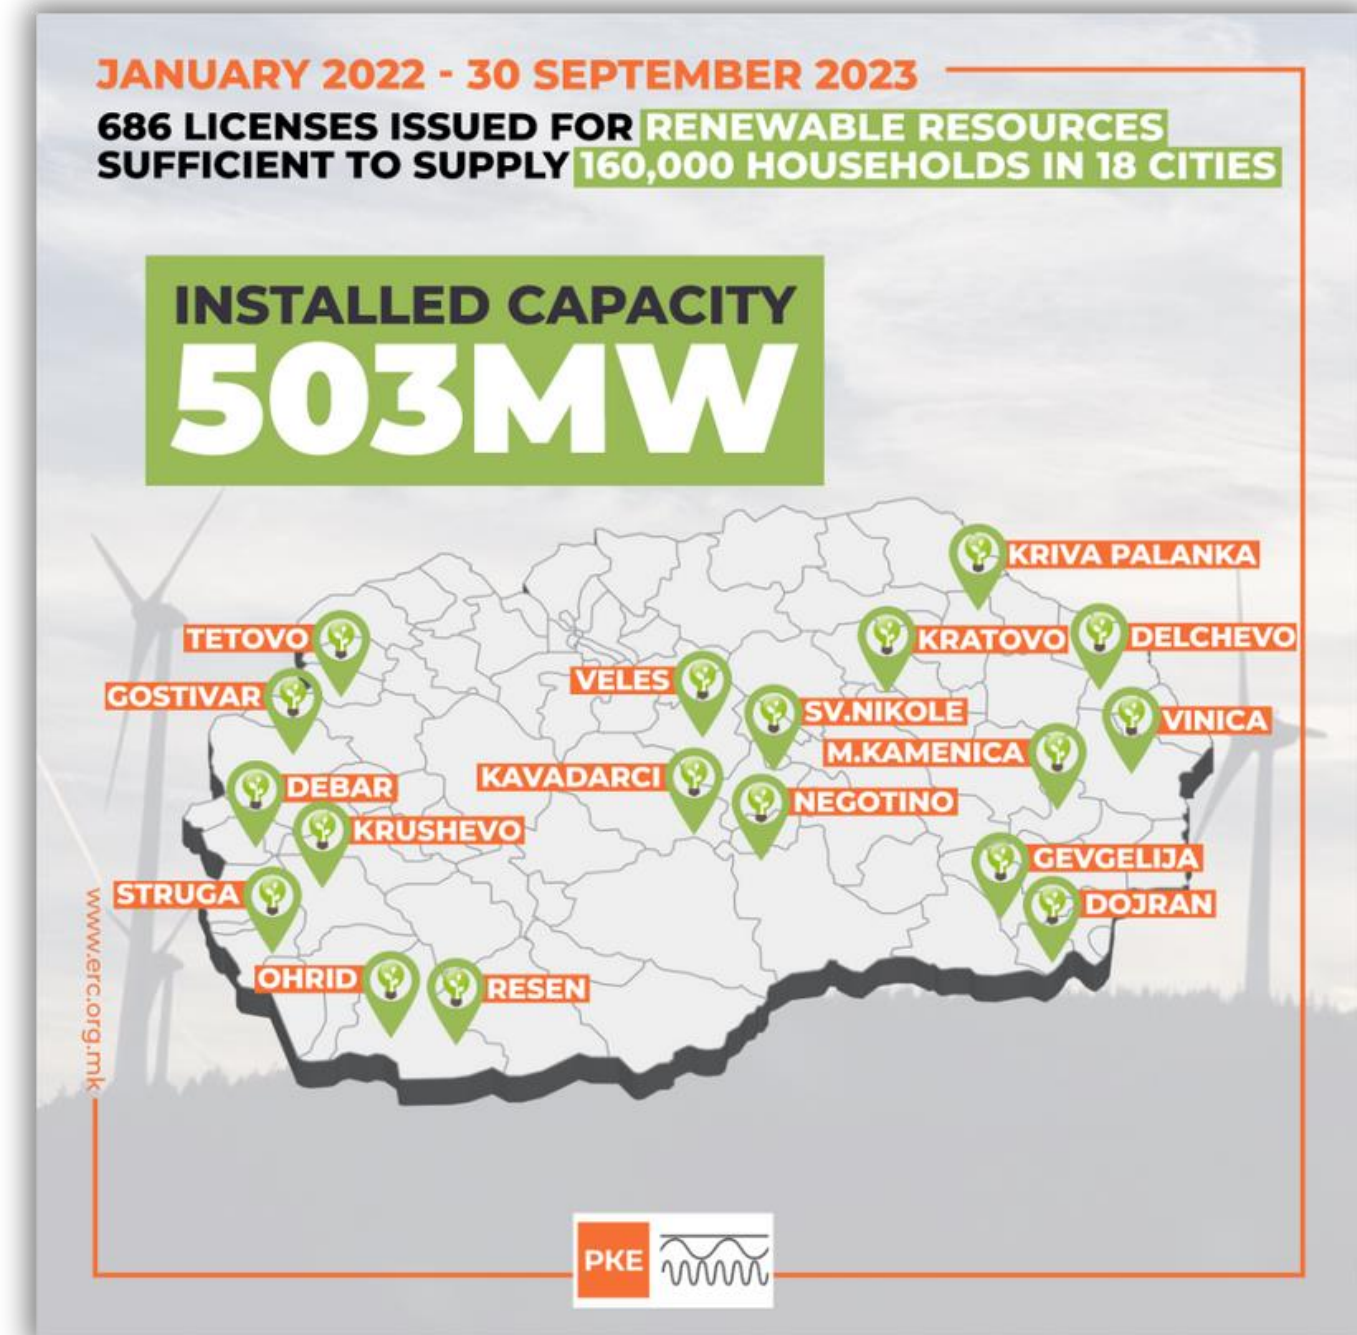 JANUARY 2022 - 30 SEPTEMBER 2023
686 LICENSES ISSUED FOR RENEWABLE RESOURCES
SUFFICIENT TO SUPPLY 160,000 HOUSEHOLDS IN 18 CITIES
INSTALLED CAPACITY
503MW
KRIVA PALANKA
TETOVO
KRATOVO
DELCHEVO
GOSTIVAR
VELES
SV.NIKOLE
VINICA
M.KAMENICA
DEBAR
KAVADARCI
NEGOTINO
KRUSHEVO
GEVGELIJA
STRUGA
DOJRAN
OHRID
RESEN
www.erc.org.mk
РКЕ